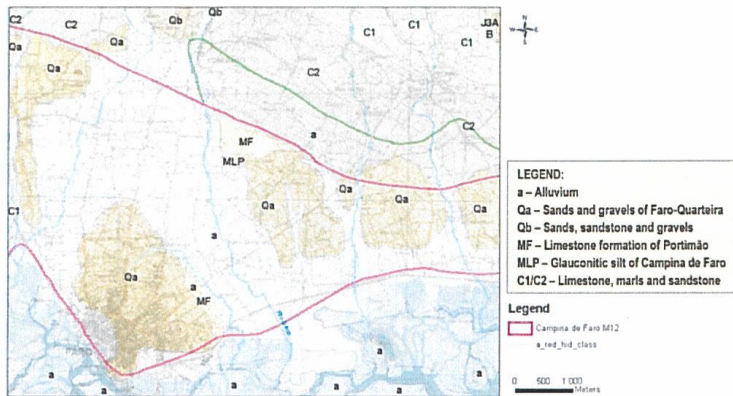 C2
C2
Qb
Qb
C1
C1
J3A
B
Qa
Qa
Qa
C2
C1
a
C2
MF
MLP
Qa
Qa
Qa
C1
a
Qa
a
MF
FARO
a
a
a
a
a
a
N
W
E
S
LEGEND:
a – Alluvium
Qa – Sands and gravels of Faro-Quarteira
Qb – Sands, sandstone and gravels
MF – Limestone formation of Portimão
MLP – Glauconitic silt of Campina de Faro
C1/C2 – Limestone, marls and sandstone
Legend
Campina de Faro M12
a_red_hid_class
0 500 1 000
Meters